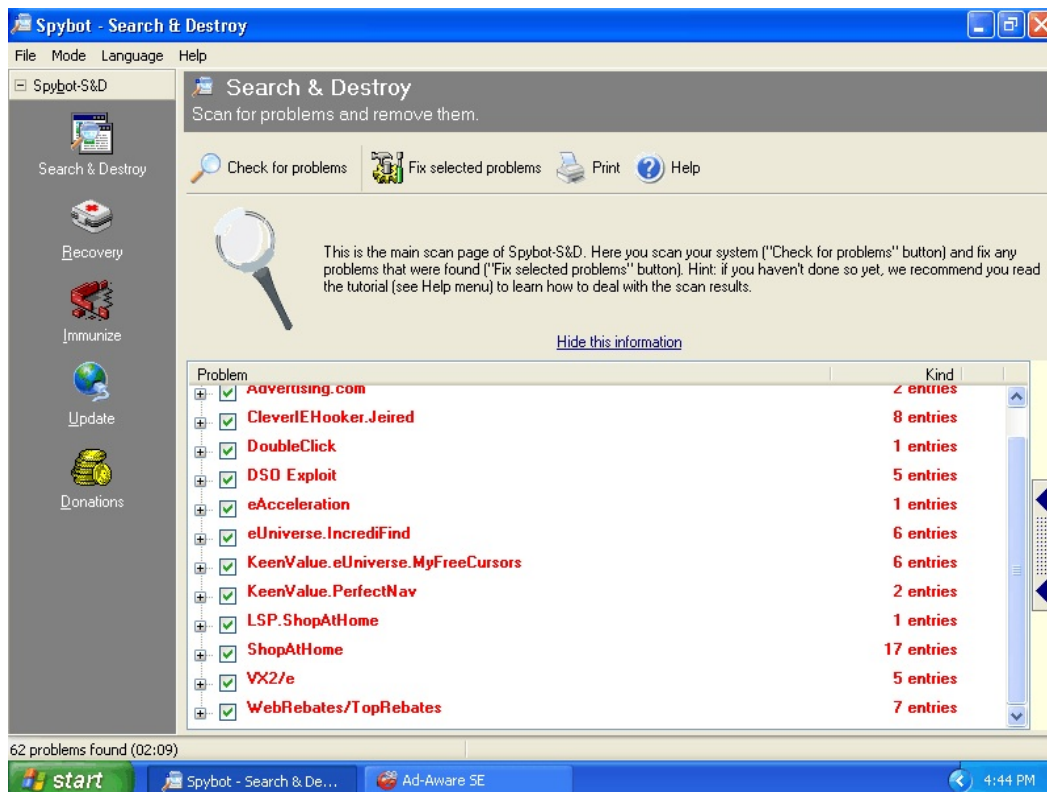 Spybot - Search & Destroy
File Mode Language Help
Spybot-S&D
Search & Destroy
Scan for problems and remove them.
Search & Destroy
Recovery
Immunize
Update
Donations
Check for problems Fix selected problems Print Help
This is the main scan page of Spybot-S&D. Here you scan your system ("Check for problems" button) and fix any
problems that were found ("Fix selected problems" button). Hint: if you haven't done so yet, we recommend you read
the tutorial (see Help menu) to learn how to deal with the scan results.
Hide this information
Problem Kind
Advertising.com 2 entries
CleverIEHooker.Jeired 8 entries
DoubleClick 1 entries
DSO Exploit 5 entries
eAcceleration 1 entries
eUniverse.IncrediFind 6 entries
KeenValue.eUniverse.MyFreeCursors 6 entries
KeenValue.PerfectNav 2 entries
LSP.ShopAtHome 1 entries
ShopAtHome 17 entries
VX2/e 5 entries
WebRebates/TopRebates 7 entries
62 problems found (02:09)
start Spybot - Search & De... Ad-Aware SE 4:44 PM